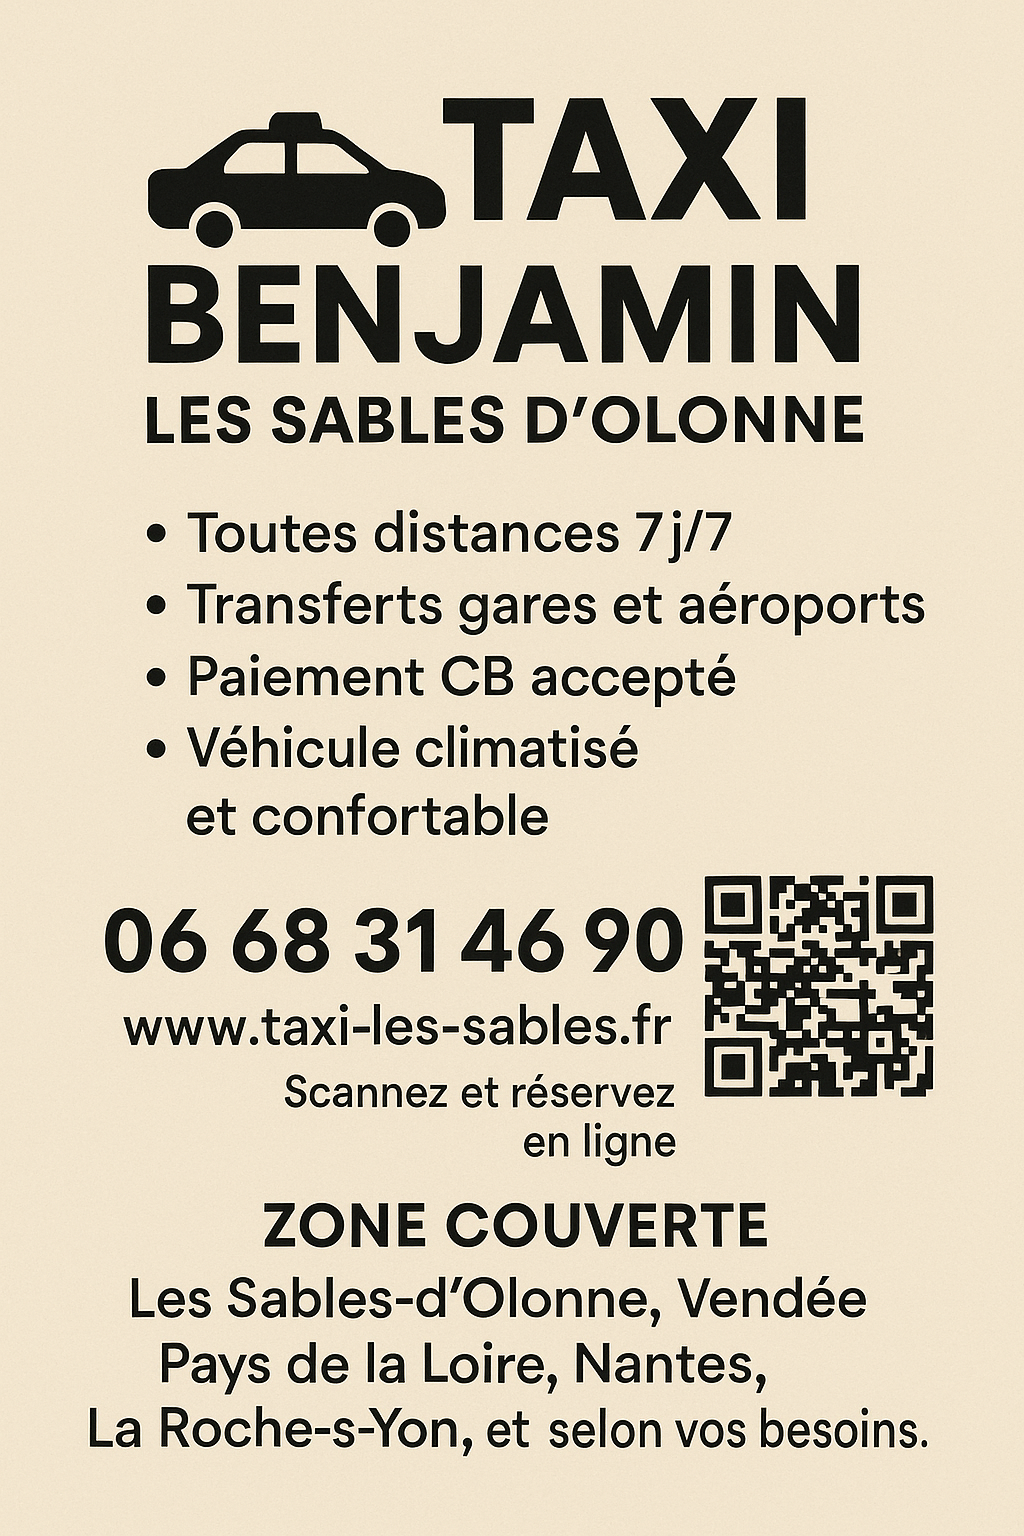 TAXI
BENJAMIN
LES SABLES D’OLONNE
• Toutes distances 7j/7
• Transferts gares et aéroports
• Paiement CB accepté
• Véhicule climatisé
et confortable
06 68 31 46 90
www.taxi-les-sables.fr
Scannez et réservez
en ligne
ZONE COUVERTE
Les Sables-d’Olonne, Vendée
Pays de la Loire, Nantes,
La Roche-s-Yon, et selon vos besoins.